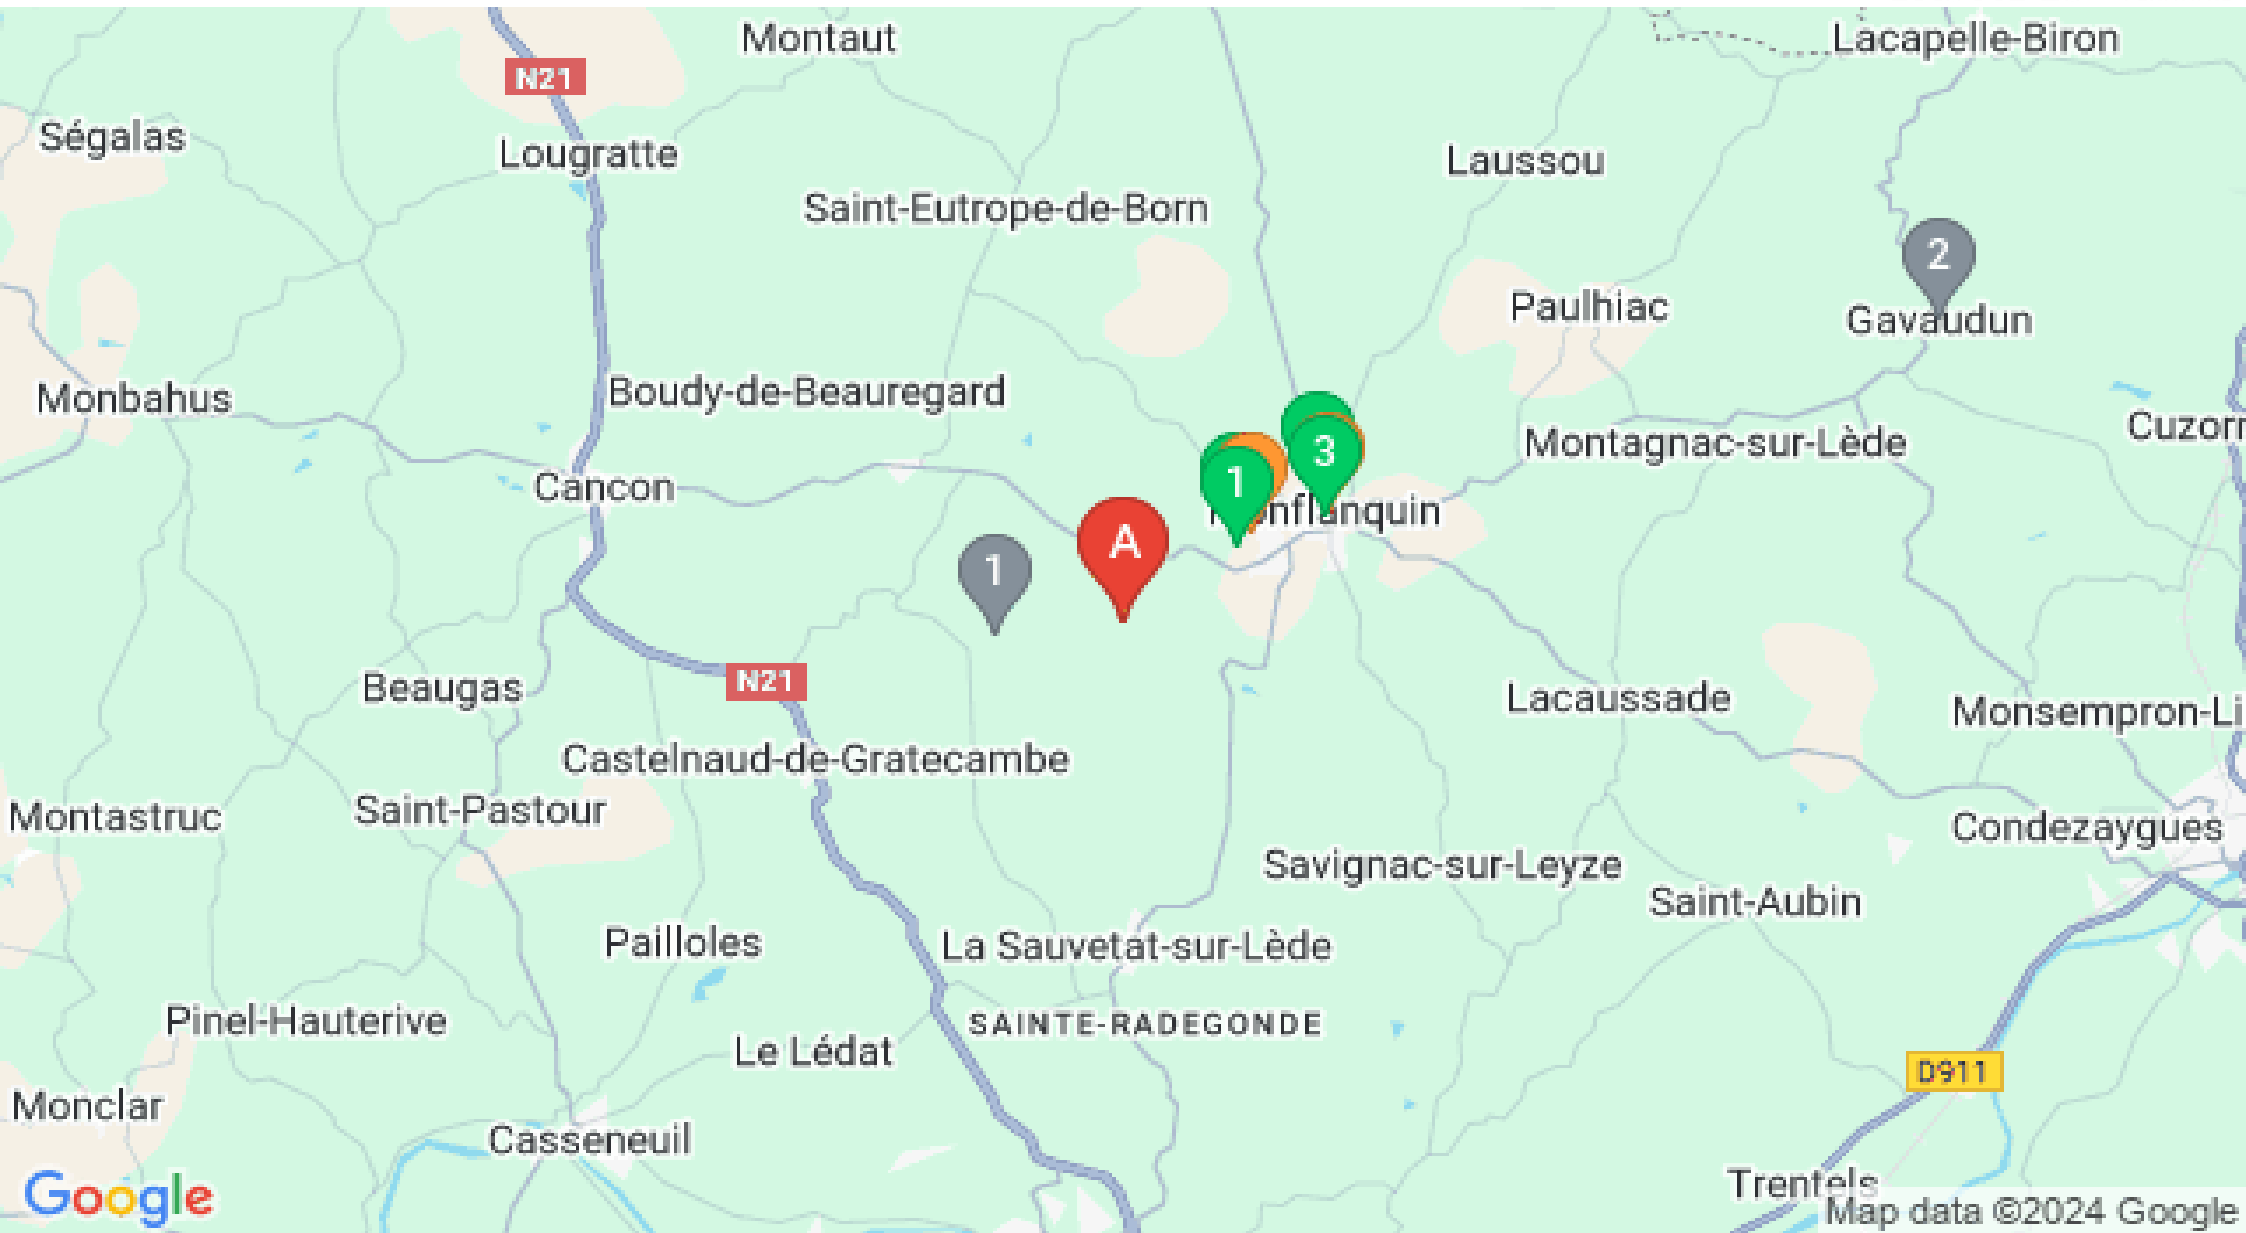 Montaut
Lacapelle-Biron
N21
Ségalas
Lougratte
Laussou
Saint-Eutrope-de-Born
2
Paulhiac
Gavaudun
Boudy-de-Beauregard
Monbahus
Montagnac-sur-Lède
3
1
Cancon
A
1
N21
Beaugas
Lacaussade
Monsempron-Li
Castelnaud-de-Gratecambe
Saint-Pastour
Montastruc
Condezaygues
Savignac-sur-Leyze
Saint-Aubin
Pailloles
La Sauvetat-sur-Lède
Pinel-Hauterive
SAINTE-RADEGONDE
Le Lédat
D911
Monclar
Casseneuil
Trentels
Google
Map data ©2024 Google